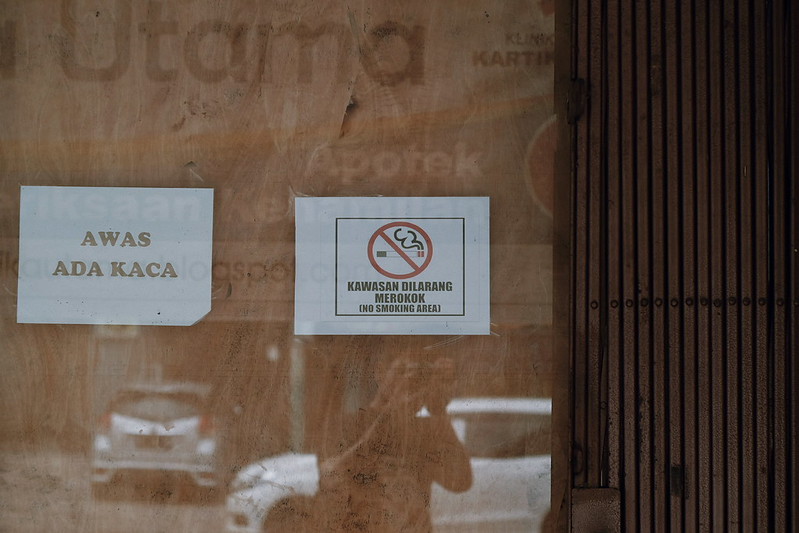 Utama
KLINIK
KARTIK
Apotek
AWAS
ADA KACA
KAWASAN DILARANG
MEROKOK
(NO SMOKING AREA)